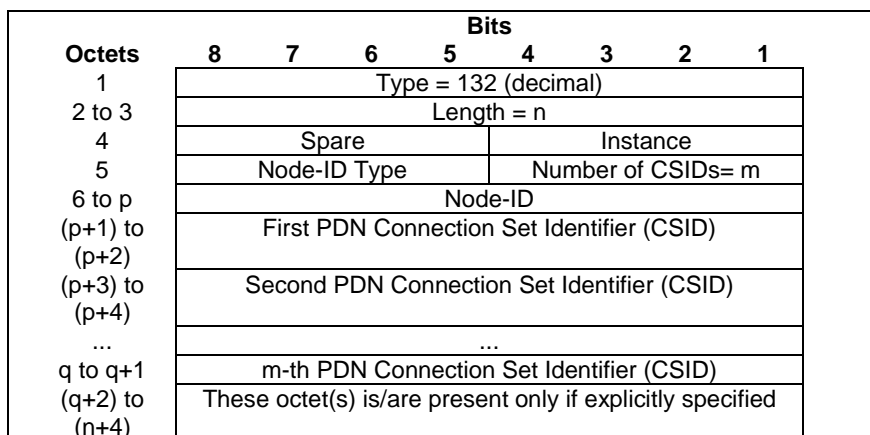 Bits
Octets 8 7 6 5 4 3 2 1
1 Type = 132 (decimal)
2 to 3 Length = n
4 Spare Instance
5 Node-ID Type Number of CSIDs= m
6 to p Node-ID
(p+1) to First PDN Connection Set Identifier (CSID)
(p+2)
(p+3) to Second PDN Connection Set Identifier (CSID)
(p+4)
... ...
q to q+1 m-th PDN Connection Set Identifier (CSID)
(q+2) to These octet(s) is/are present only if explicitly specified
(n+4)